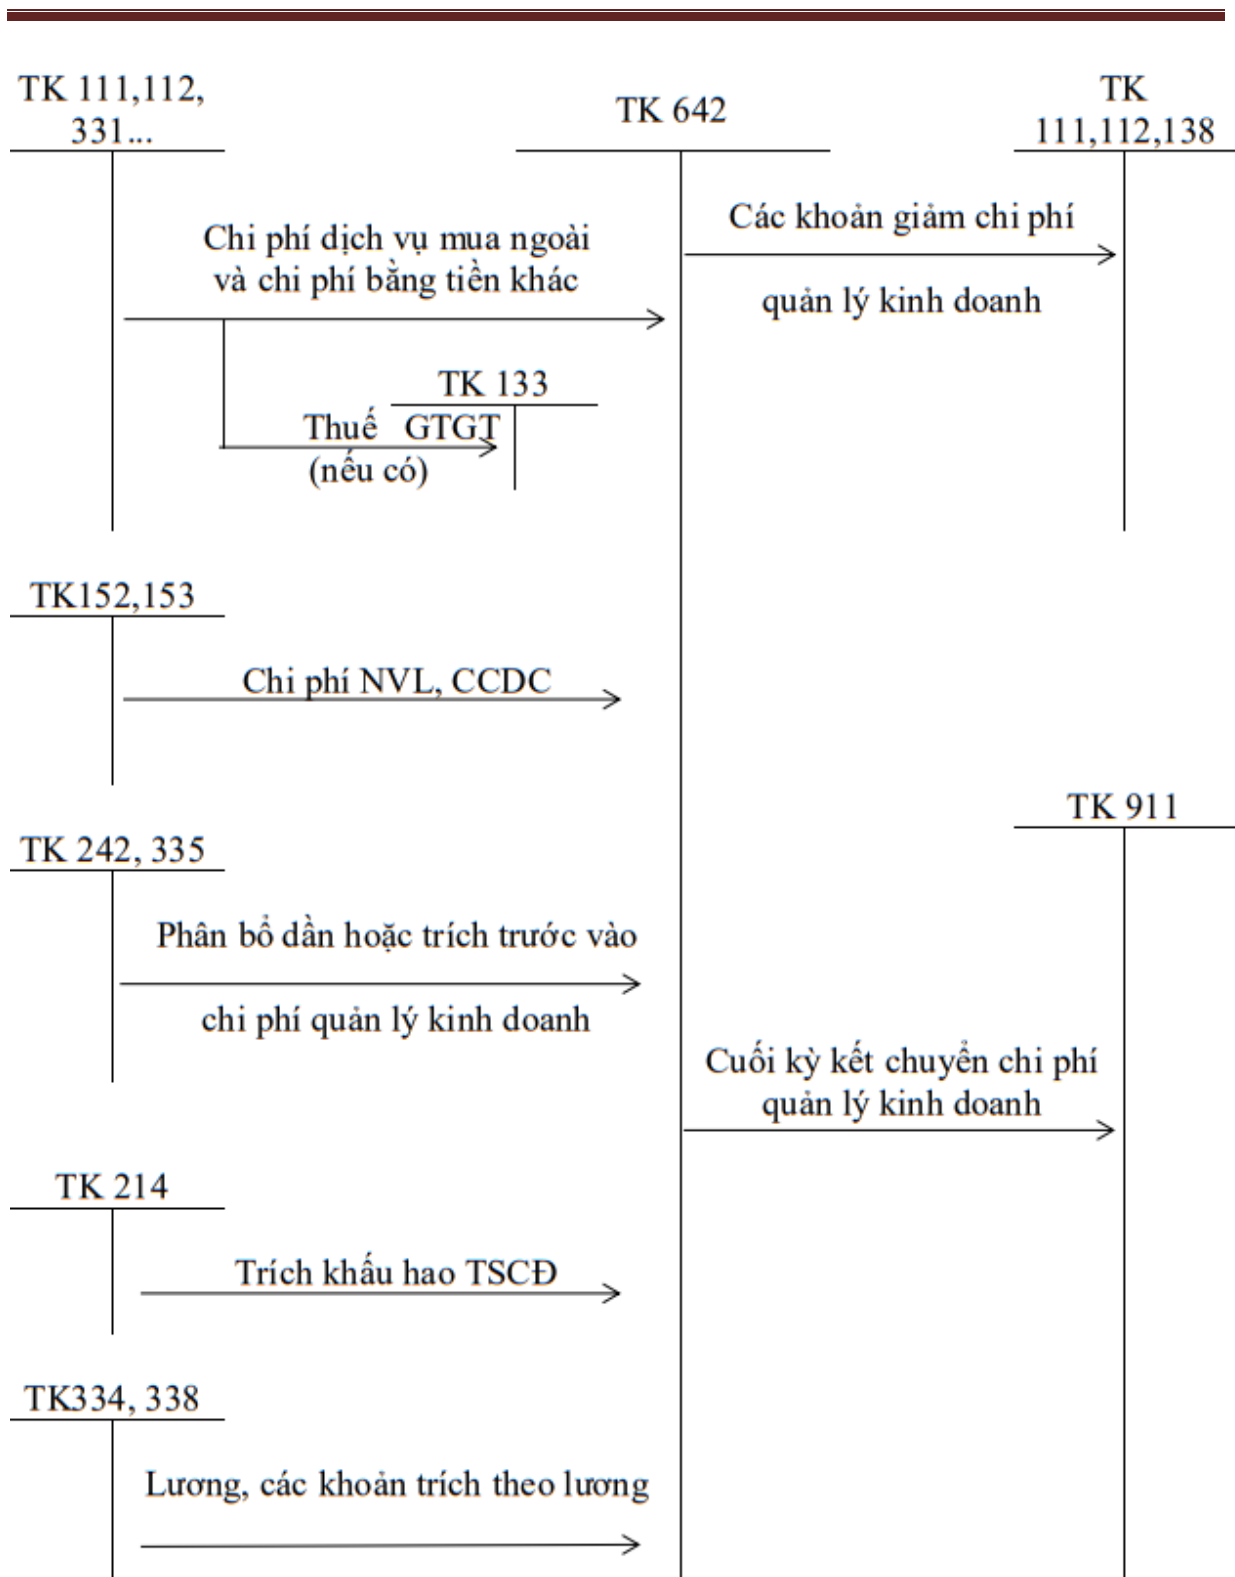 TK 111,112,
331...
TK 642
TK
111,112,138
Chi phí dịch vụ mua ngoài
và chi phí bằng tiền khác
Các khoản giảm chi phí
quản lý kinh doanh
TK 133
Thuế GTGT
(nếu có)
TK152,153
Chi phí NVL, CCDC
TK 911
TK 242, 335
Phân bổ dần hoặc trích trước vào
chi phí quản lý kinh doanh
Cuối kỳ kết chuyển chi phí
quản lý kinh doanh
TK 214
Trích khấu hao TSCĐ
TK334, 338
Lương, các khoản trích theo lương